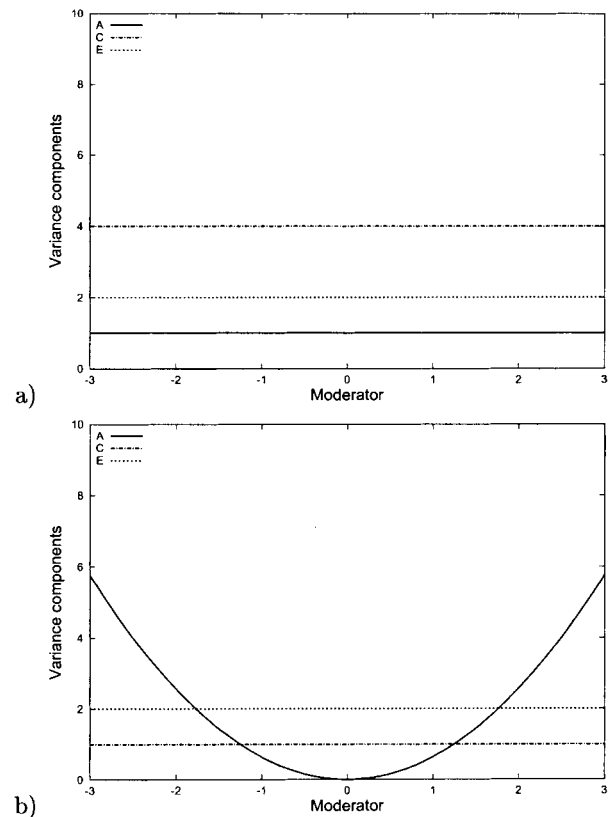 A
C
E
10
8
6
4
2
0
Variance components
-3 -2 -1 0 1 2 3
Moderator
a)
A
C
E
10
8
6
4
2
0
Variance components
-3 -2 -1 0 1 2 3
Moderator
b)